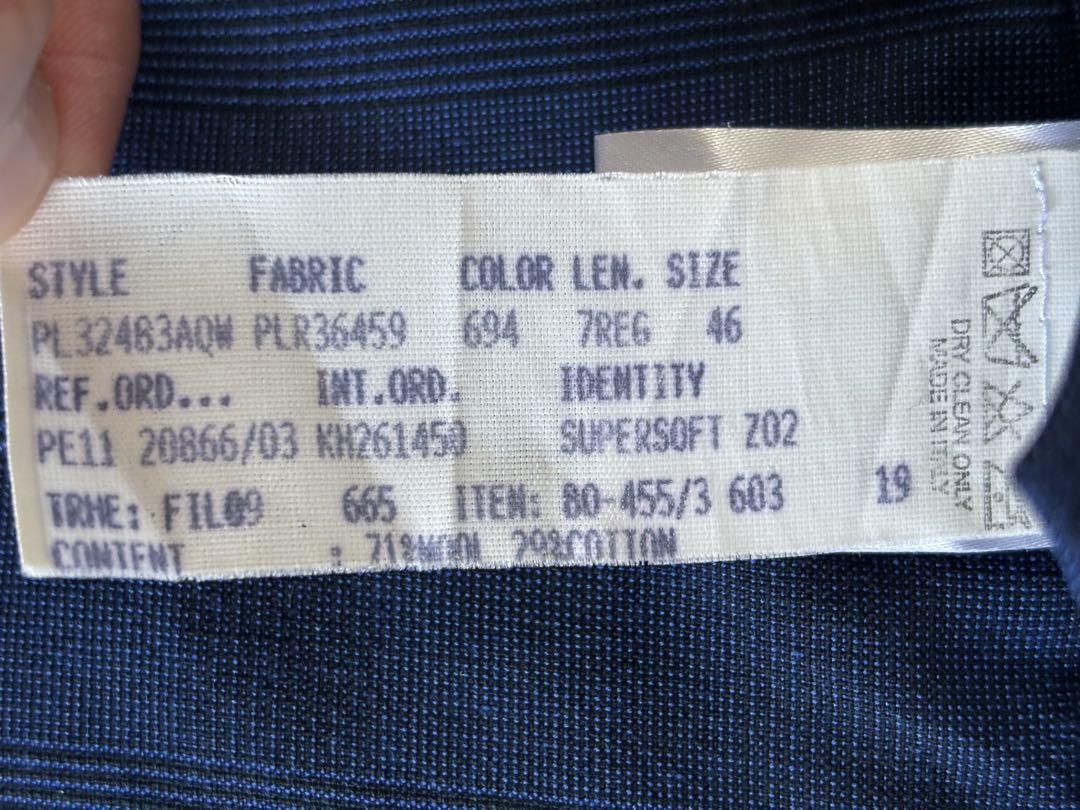 STYLE FABRIC COLOR LEN. SIZE
PL32483AQW PLR36459 694 7REG 46
REF.ORD... INT.ORD. IDENTITY
PE11 20866/03 KH261450 SUPERSOFT Z02
TRME: FIL09 665 ITEM: 80-455/3 603 19
CONTENT : 71%WOOL 29%COTTON
DRY CLEAN ONLY
MADE IN ITALY